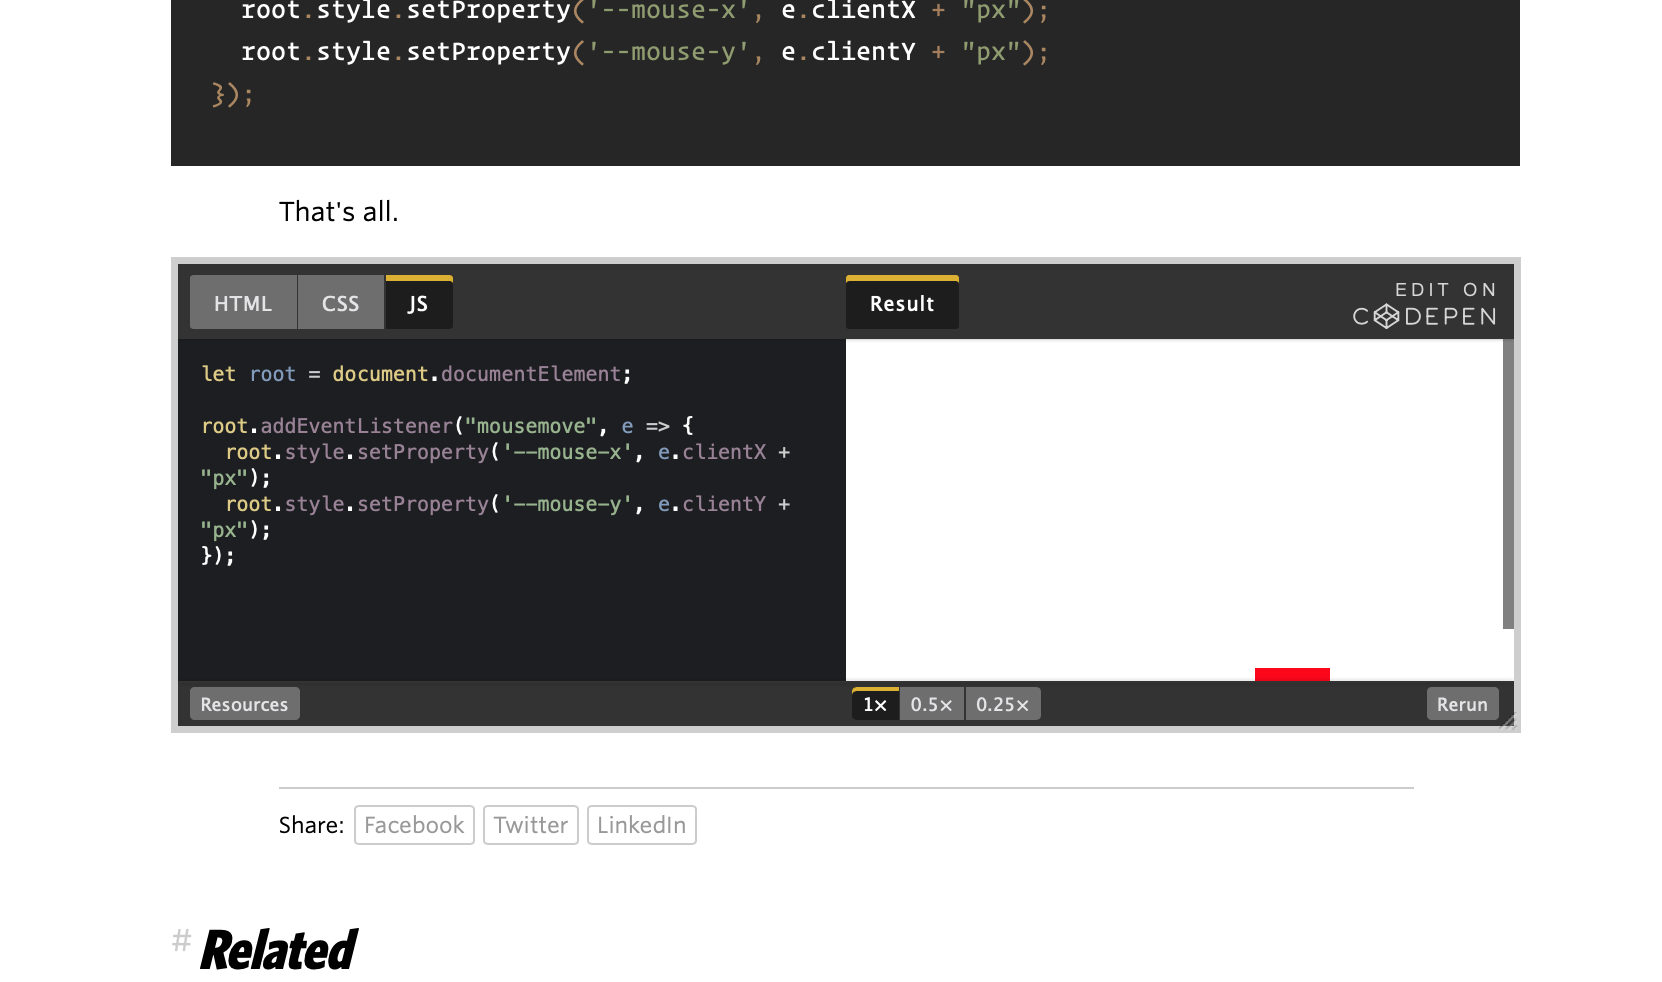 root.style.setProperty('--mouse-x', e.clientX + "px");
root.style.setProperty('--mouse-y', e.clientY + "px");
});
That's all.
HTML CSS JS Result EDIT ON
CODEPEN
let root = document.documentElement;
root.addEventListener("mousemove", e => {
root.style.setProperty('--mouse-x', e.clientX +
"px");
root.style.setProperty('--mouse-y', e.clientY +
"px");
});
Resources 1× 0.5× 0.25× Rerun
Share: Facebook Twitter LinkedIn
# Related